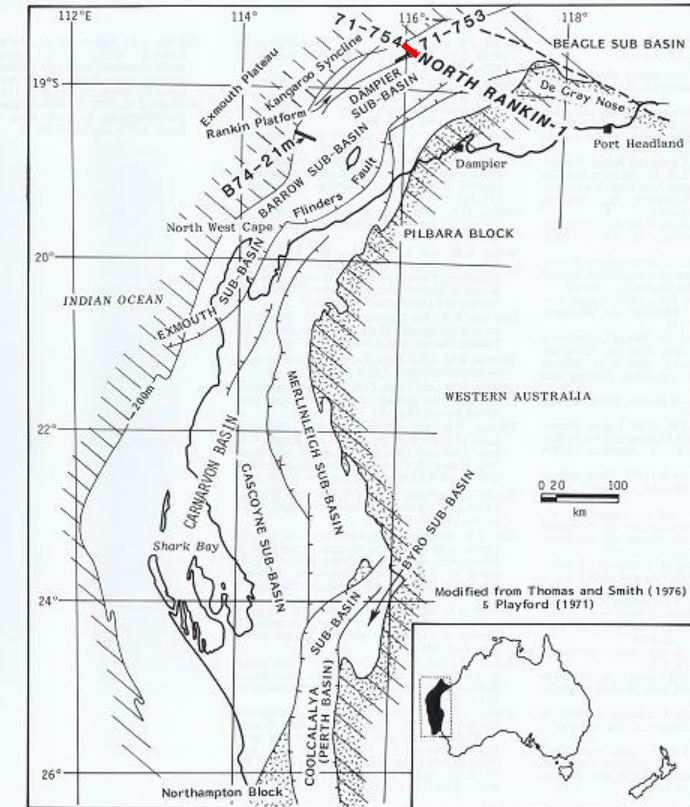 112°E
114°
116°
118°
71-754
71-753
BEAGLE SUB BASIN
19°S
Exmouth Plateau
Kangaroo Syncline
Rankin Platform
DAMPIER
SUB-BASIN
NORTH RANKIN-1
De Gray Nose
Port Headland
B74-21m
BARROW SUB-BASIN
Dampier
Flinders Fault
North West Cape
PILBARA BLOCK
20°
INDIAN OCEAN
EXMOUTH SUB-BASIN
200m
MERLINLEIGH SUB-BASIN
WESTERN AUSTRALIA
22°
CARNARVON BASIN
GASCOYNE SUB-BASIN
BYRO SUB-BASIN
0 20 100
km
Shark Bay
24°
Modified from Thomas and Smith (1976)
& Playford (1971)
COOLCALALYA SUB-BASIN
(PERTH BASIN)
26°
Northampton Block